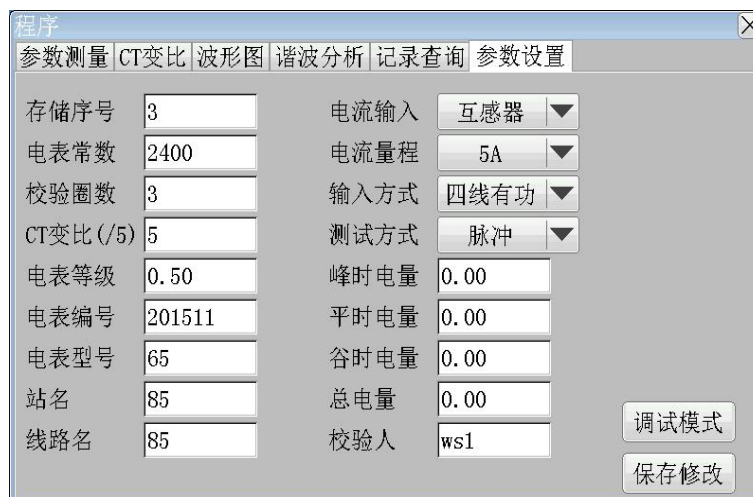 程序
参数测量 CT变比 波形图 谐波分析 记录查询 参数设置
存储序号 3 电流输入 互感器
电表常数 2400 电流量程 5A
校验圈数 3 输入方式 四线有功
CT变比(/5) 5 测试方式 脉冲
电表等级 0.50 峰时电量 0.00
电表编号 201511 平时电量 0.00
电表型号 65 谷时电量 0.00
站名 85 总电量 0.00
调试模式
线路名 85 校验人 ws1
保存修改